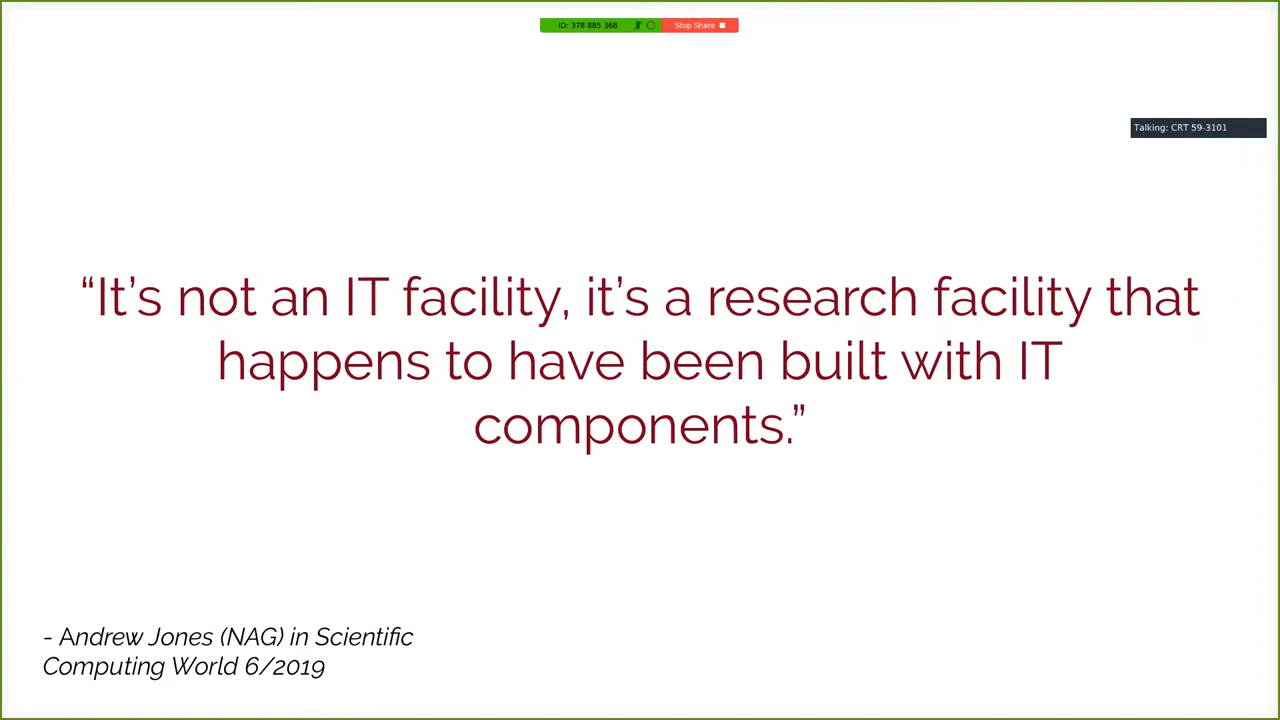 ID: 378 885 368 Stop Share
Talking: CRT 59-3101
“It’s not an IT facility, it’s a research facility that
happens to have been built with IT
components.”
- Andrew Jones (NAG) in Scientific
Computing World 6/2019